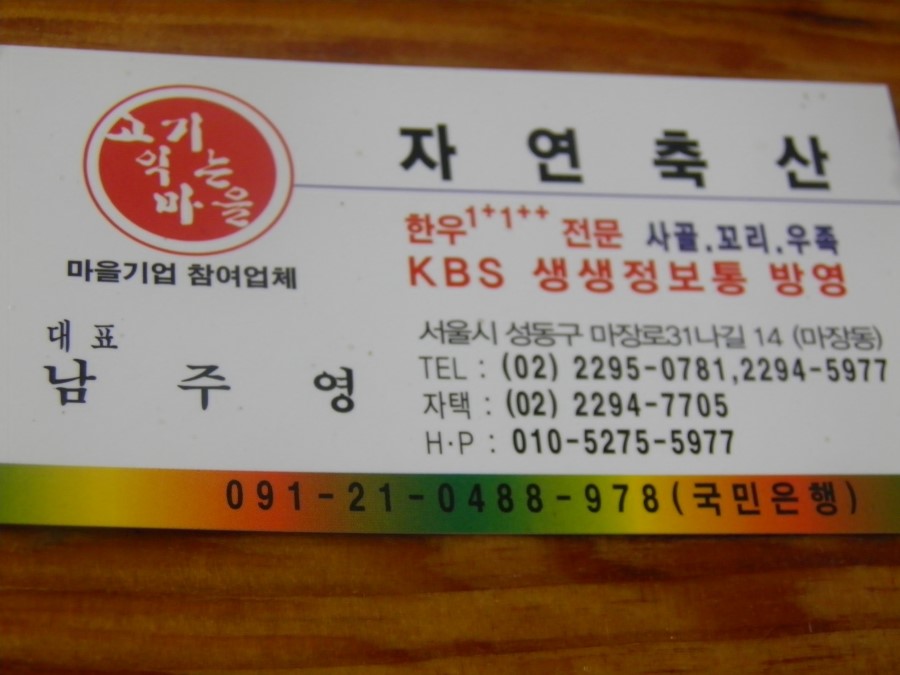 고기
익는
마을
마을기업 참여업체
대표
남주영
자연축산
한우1+1++ 전문 사골.꼬리.우족
KBS 생생정보통 방영
서울시 성동구 마장로31나길 14 (마장동)
TEL : (02) 2295-0781,2294-5977
자택 : (02) 2294-7705
H·P : 010-5275-5977
091-21-0488-978(국민은행)